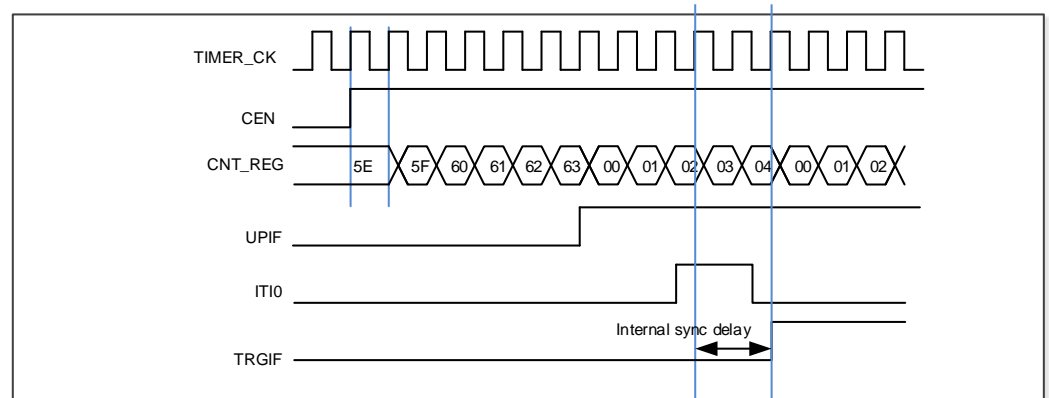 TIMER_CK
CEN
CNT_REG 5E 5F 60 61 62 63 00 01 02 03 04 00 01 02
UPIF
ITI0
Internal sync delay
TRGIF